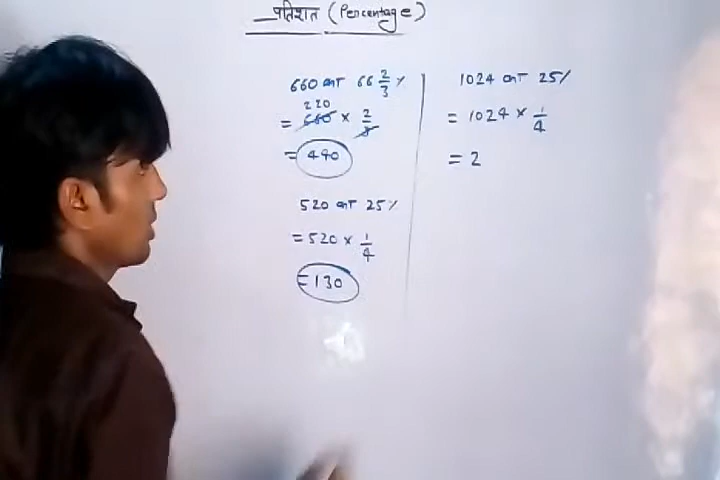 प्रतिशत (Percentage)
660 का 66 2/3 %
220
= 660 × 2/3
= 440
520 का 25%
= 520 × 1/4
= 130
1024 का 25%
= 1024 × 1/4
= 2